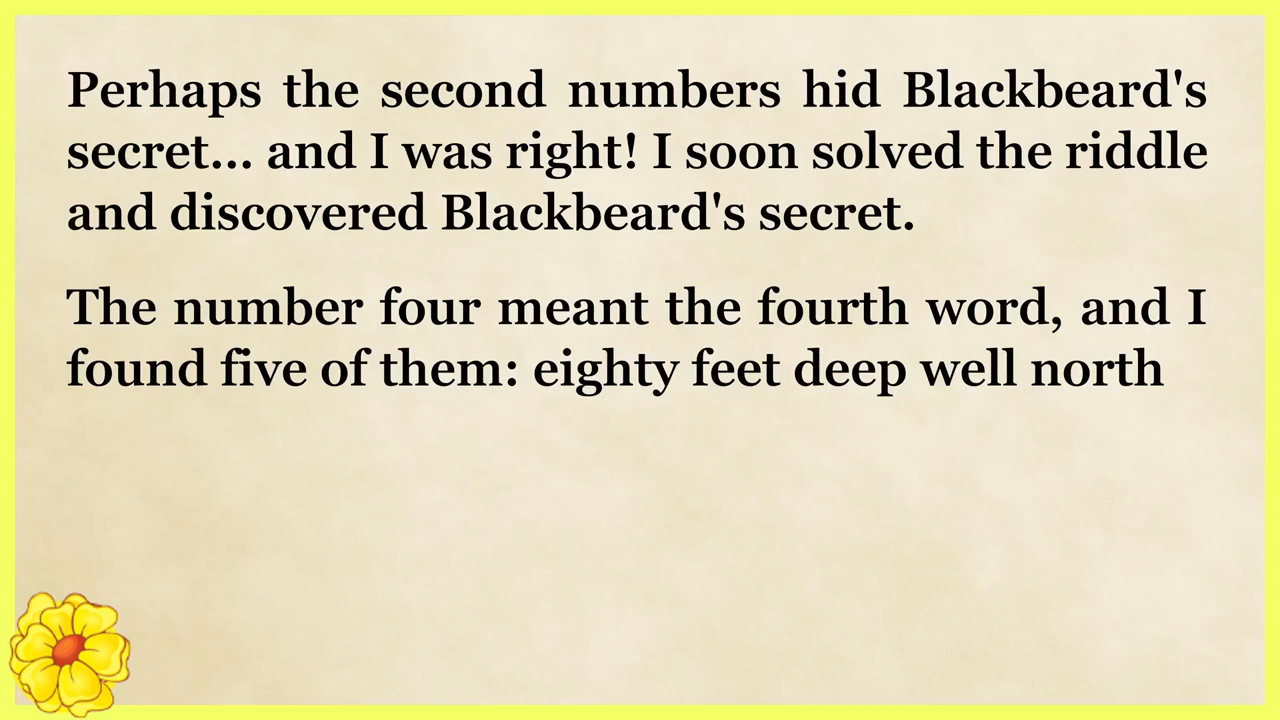 Perhaps the second numbers hid Blackbeard's
secret... and I was right! I soon solved the riddle
and discovered Blackbeard's secret.
The number four meant the fourth word, and I
found five of them: eighty feet deep well north